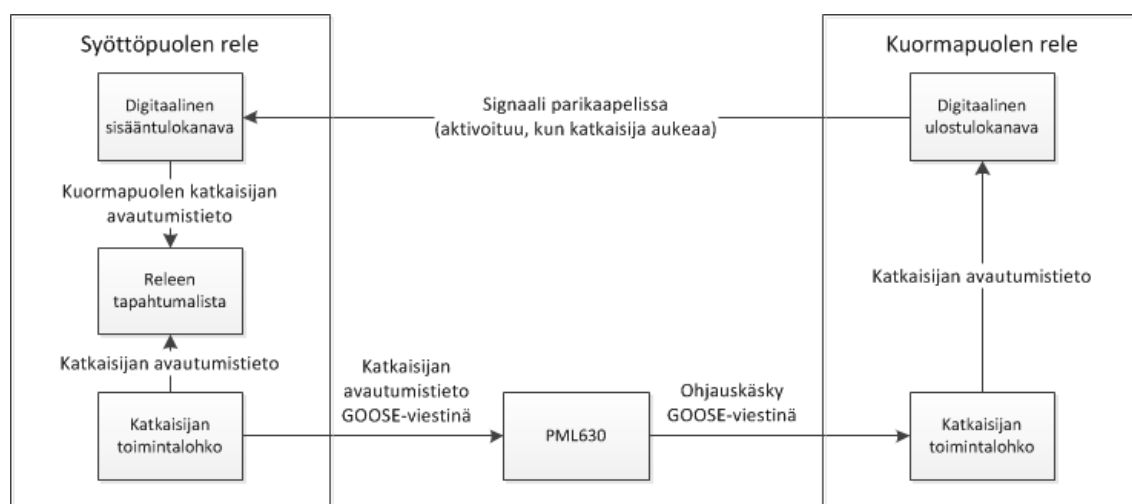 Syöttöpuolen rele
Kuormapuolen rele
Digitaalinen
sisääntulokanava
Signaali parikaapelissa
(aktivoituu, kun katkaisija aukeaa)
Digitaalinen
ulostulokanava
Kuormapuolen katkaisijan
avautumistieto
Releen
tapahtumalista
Katkaisijan avautumistieto
Katkaisijan avautumistieto
Katkaisijan
toimintalohko
Katkaisijan
avautumistieto
GOOSE-viestinä
PML630
Ohjauskäsky
GOOSE-viestinä
Katkaisijan
toimintalohko